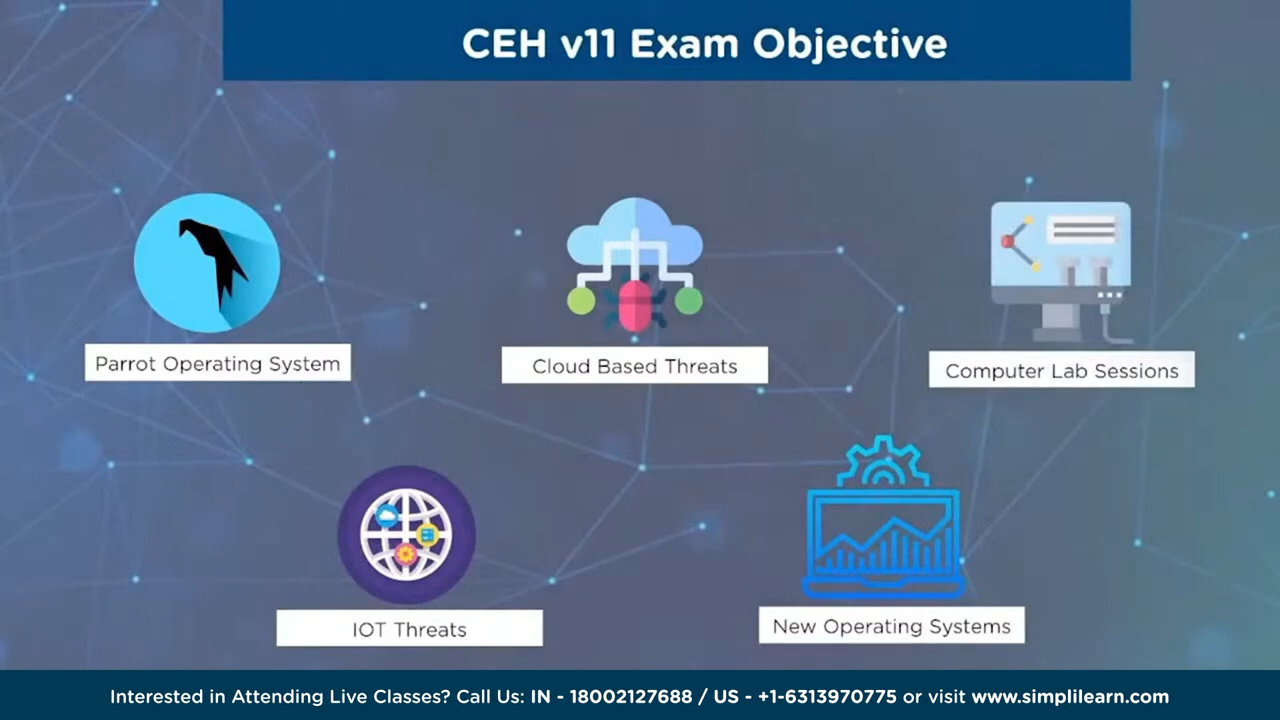 CEH v11 Exam Objective
Parrot Operating System
Cloud Based Threats
Computer Lab Sessions
IOT Threats
New Operating Systems
Interested in Attending Live Classes? Call Us: IN - 18002127688 / US - +1-6313970775 or visit www.simplilearn.com